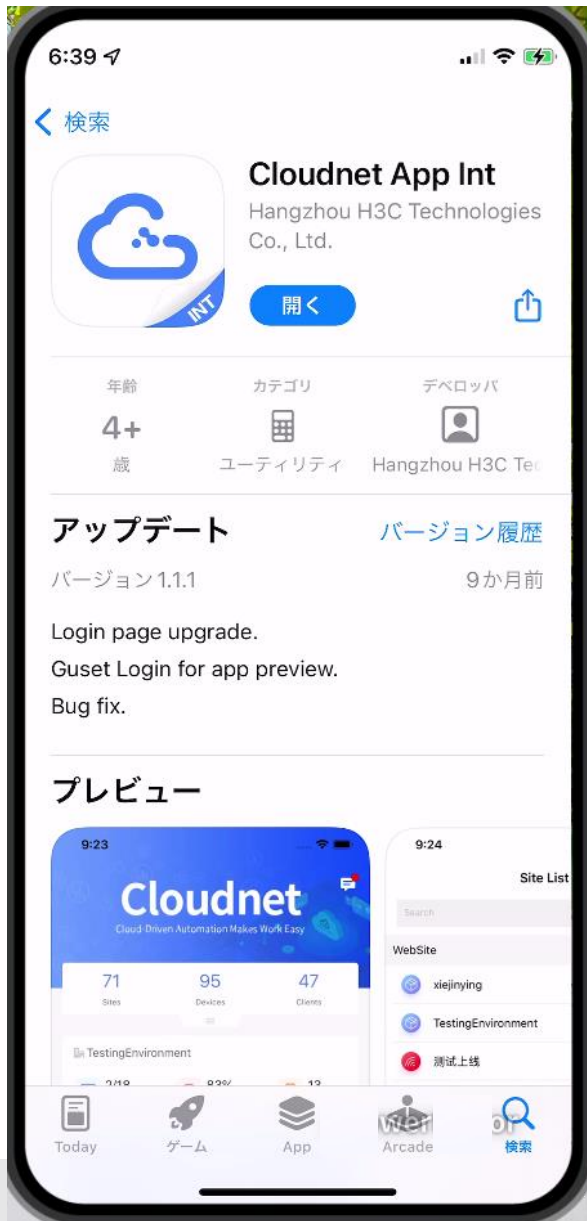 6:39
検索
Cloudnet App Int
Hangzhou H3C Technologies
Co., Ltd.
INT
開く
年齢
カテゴリ
デベロッパ
4+
歳
ユーティリティ
Hangzhou H3C Tec
アップデート
バージョン履歴
バージョン 1.1.1
9か月前
Login page upgrade.
Guset Login for app preview.
Bug fix.
プレビュー
9:23
9:24
Cloudnet
Cloud-Driven Automation Makes Work Easy
Site List
Search
71
95
47
Sites
Devices
Clients
WebSite
xiejinying
TestingEnvironment
TestingEnvironment
测试上线
2/18
83%
13
Today
ゲーム
App
Arcade
検索